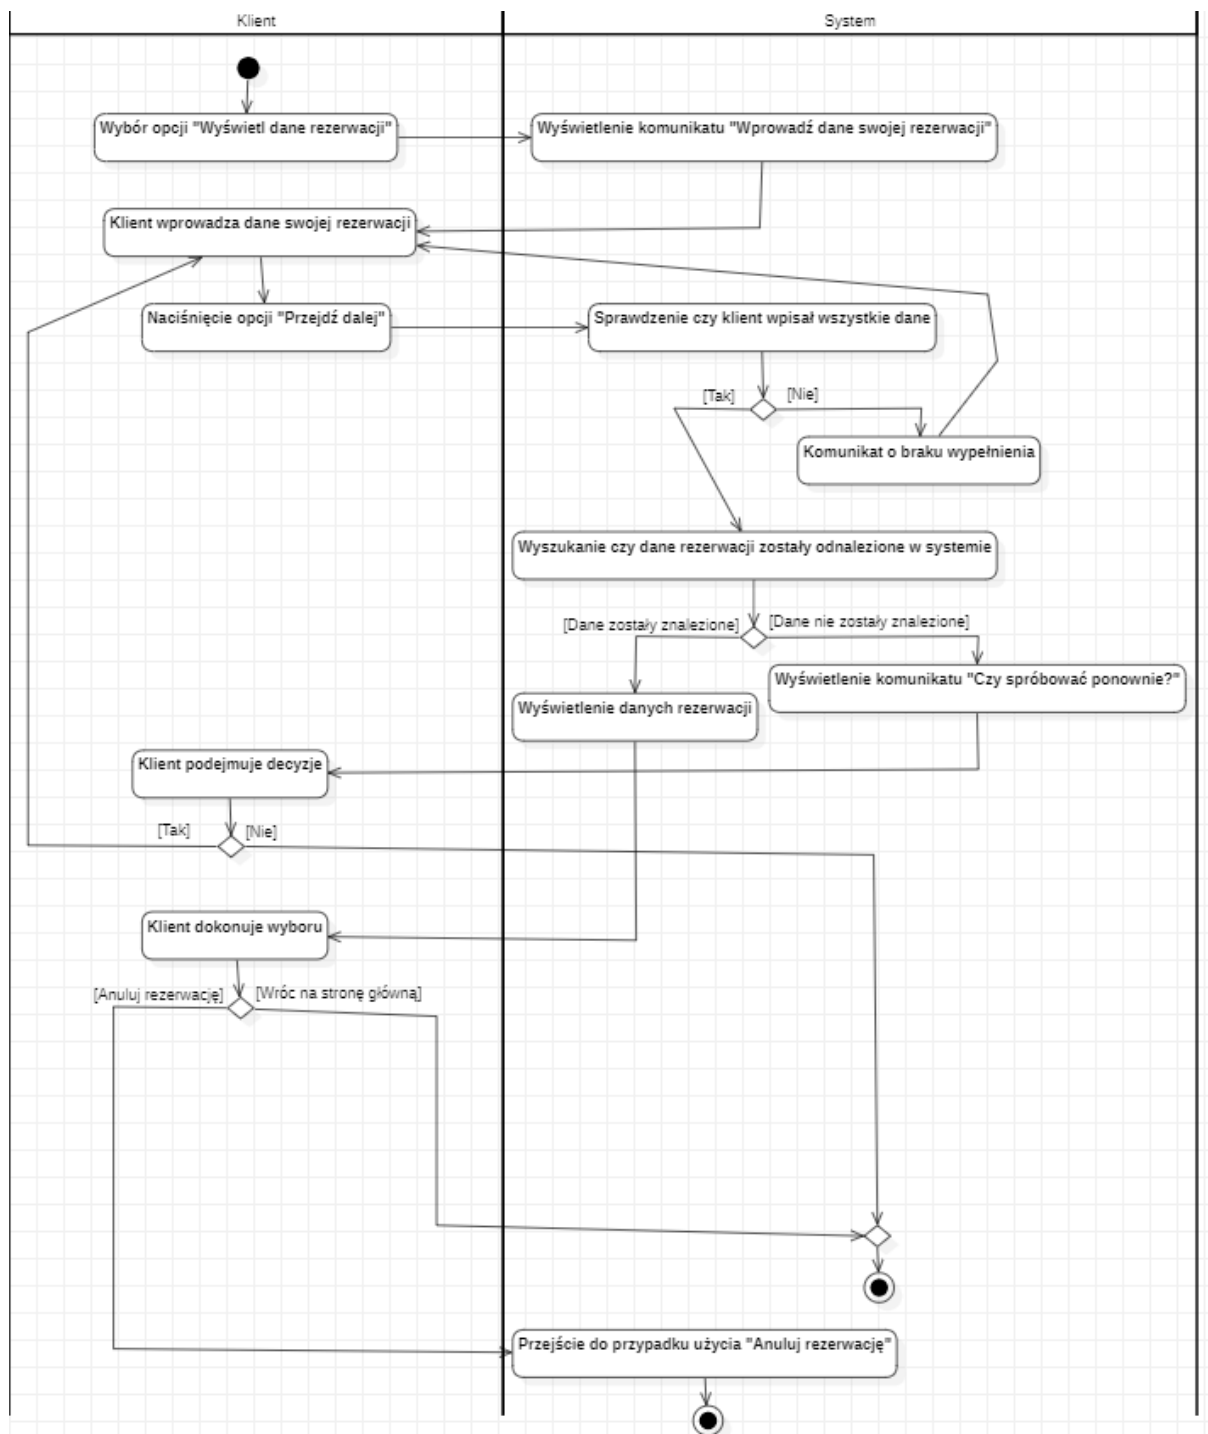 Klient
System
Wybór opcji "Wyświetl dane rezerwacji"
Wyświetlenie komunikatu "Wprowadź dane swojej rezerwacji"
Klient wprowadza dane swojej rezerwacji
Naciśnięcie opcji "Przejdź dalej"
Sprawdzenie czy klient wpisał wszystkie dane
[Tak]
[Nie]
Komunikat o braku wypełnienia
Wyszukanie czy dane rezerwacji zostały odnalezione w systemie
[Dane zostały znalezione]
[Dane nie zostały znalezione]
Wyświetlenie komunikatu "Czy spróbować ponownie?"
Wyświetlenie danych rezerwacji
Klient podejmuje decyzje
[Tak]
[Nie]
Klient dokonuje wyboru
[Anuluj rezerwację]
[Wróc na stronę główną]
Przejście do przypadku użycia "Anuluj rezerwację"